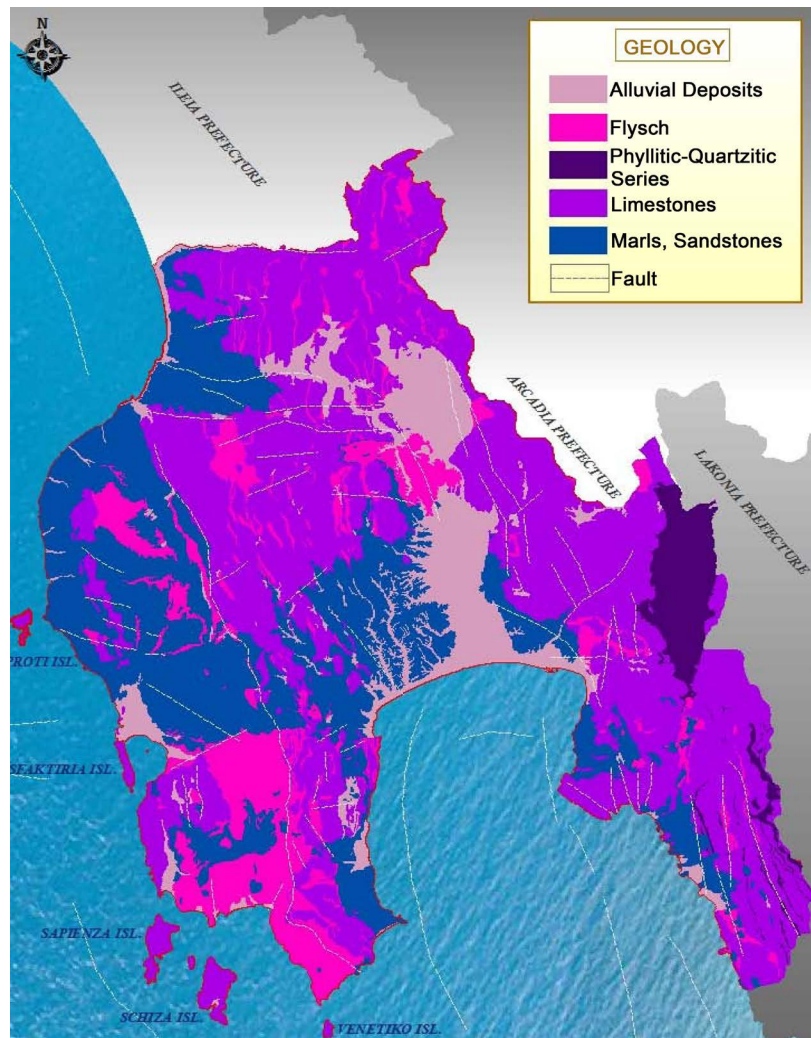 N
GEOLOGY
Alluvial Deposits
Flysch
Phyllitic-Quartzitic
Series
Limestones
Marls, Sandstones
Fault
ILEIA PREFECTURE
ARCADIA PREFECTURE
LAKONIA PREFECTURE
PROTI ISL.
SFAKTIRIA ISL.
SAPIENZA ISL.
SCHIZA ISL.
VENETIKO ISL.